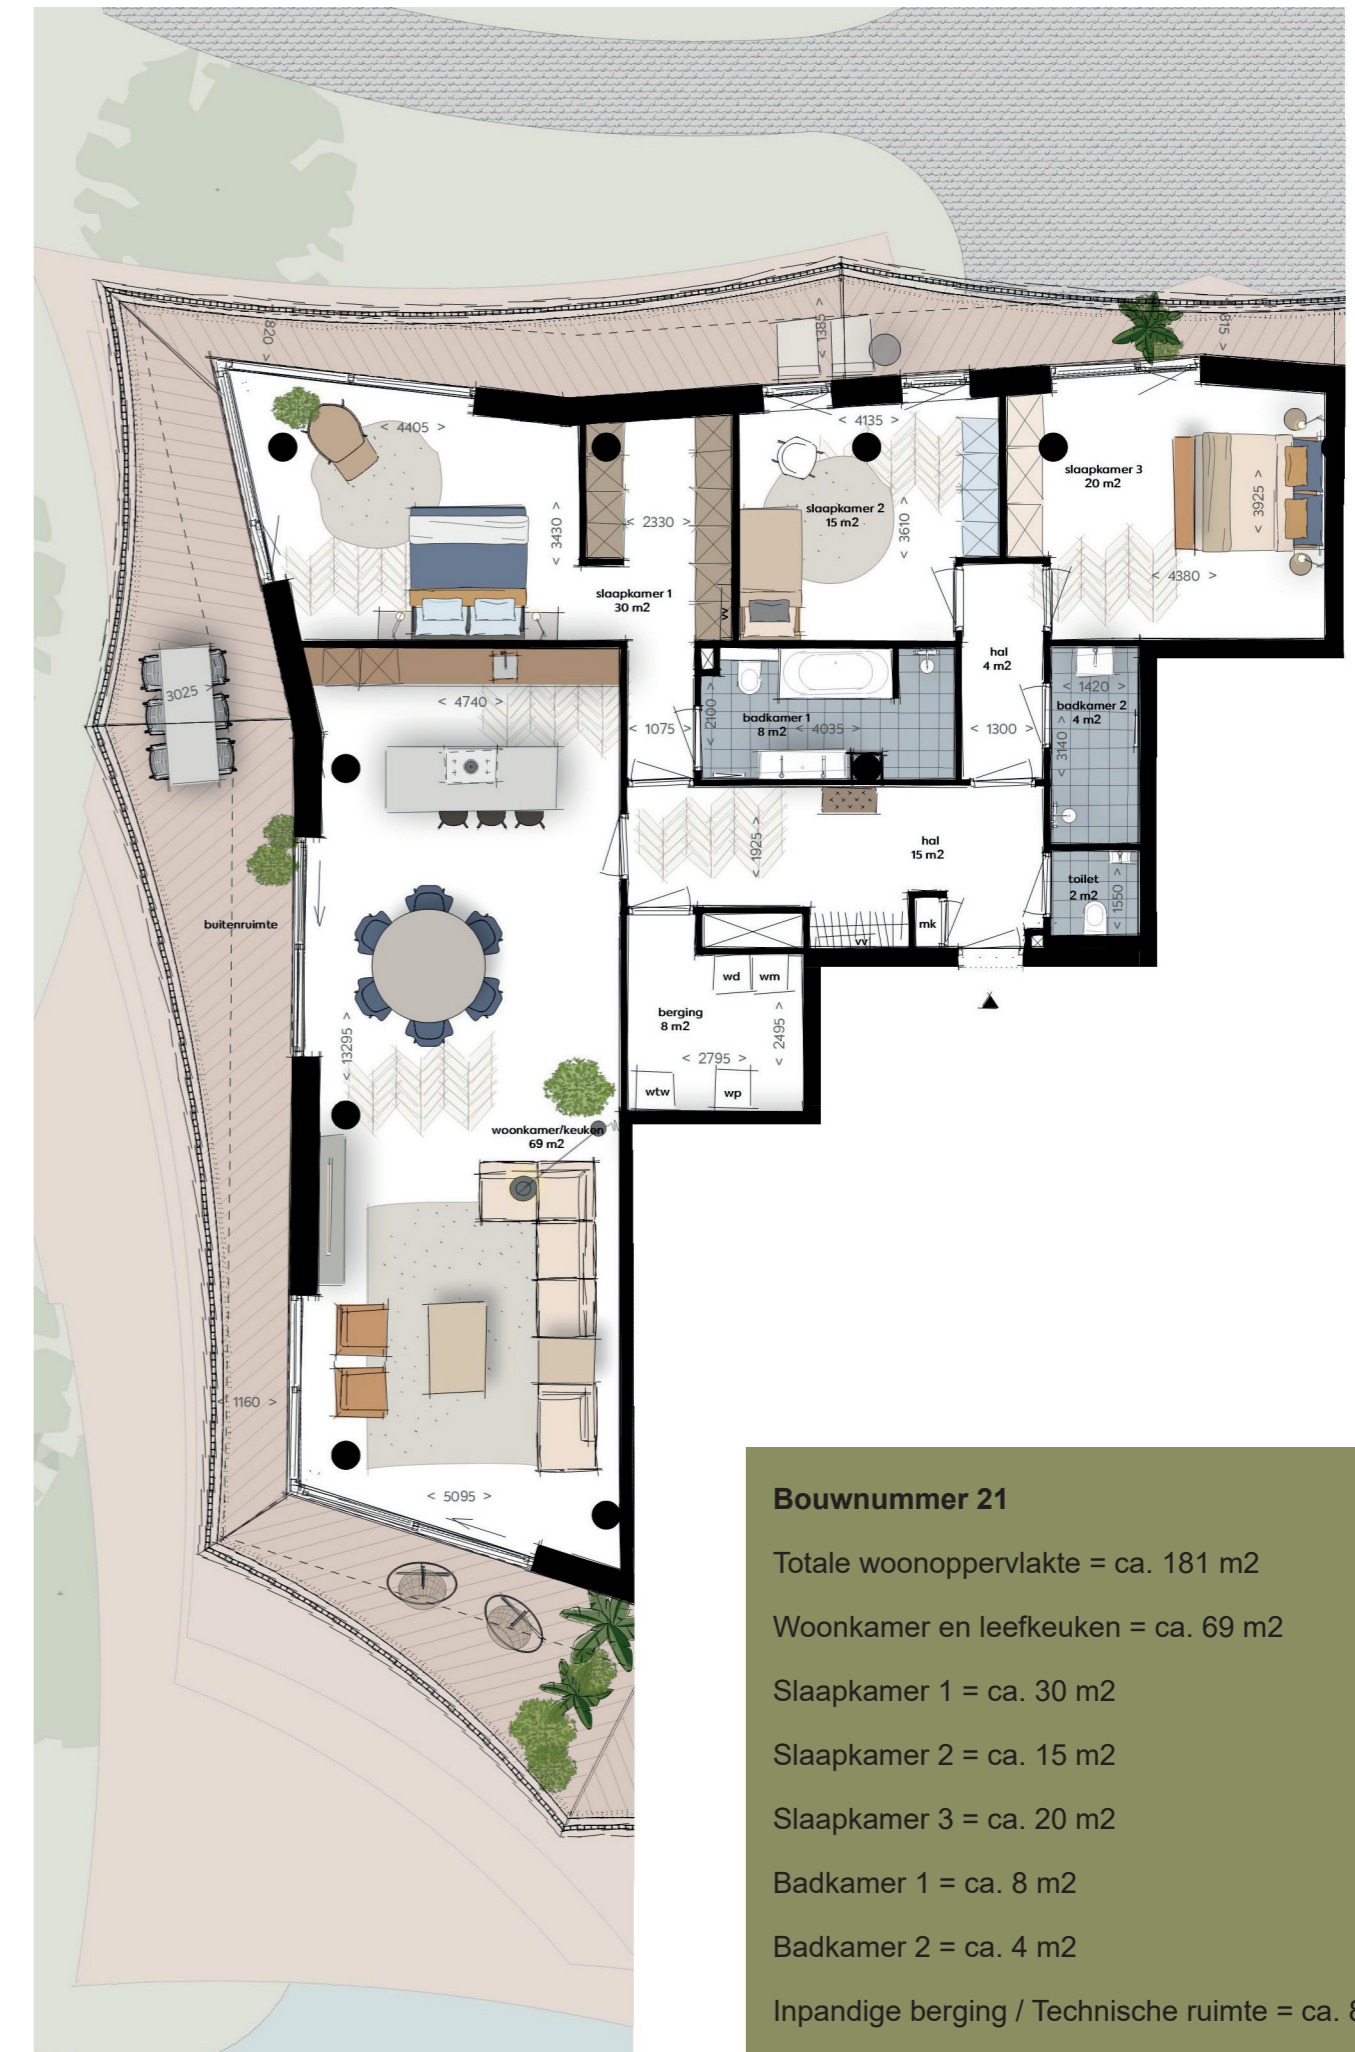 820 >
< 1385 >
815 >
< 4405 >
< 4135 >
slaapkamer 3
20 m2
< 3925 >
slaapkamer 2
15 m2
< 3610 >
< 3430 >
< 2330 >
< 4380 >
slaapkamer 1
30 m2
vv
hal
4 m2
< 3025 >
< 4740 >
< 2100 >
badkamer 1
8 m2
< 4035 >
< 1075 >
< 1300 >
< 1420 >
badkamer 2
4 m2
< 3140 >
< 1925 >
hal
15 m2
toilet
2 m2
< 1550 >
buitenruimte
mk
vv
wd
wm
berging
8 m2
< 2495 >
< 2795 >
wtw
wp
< 13295 >
woonkamer/keuken
69 m2
< 1160 >
< 5095 >
Bouwnummer 21
Totale woonoppervlakte = ca. 181 m2
Woonkamer en leefkeuken = ca. 69 m2
Slaapkamer 1 = ca. 30 m2
Slaapkamer 2 = ca. 15 m2
Slaapkamer 3 = ca. 20 m2
Badkamer 1 = ca. 8 m2
Badkamer 2 = ca. 4 m2
Inpandige berging / Technische ruimte = ca. 8